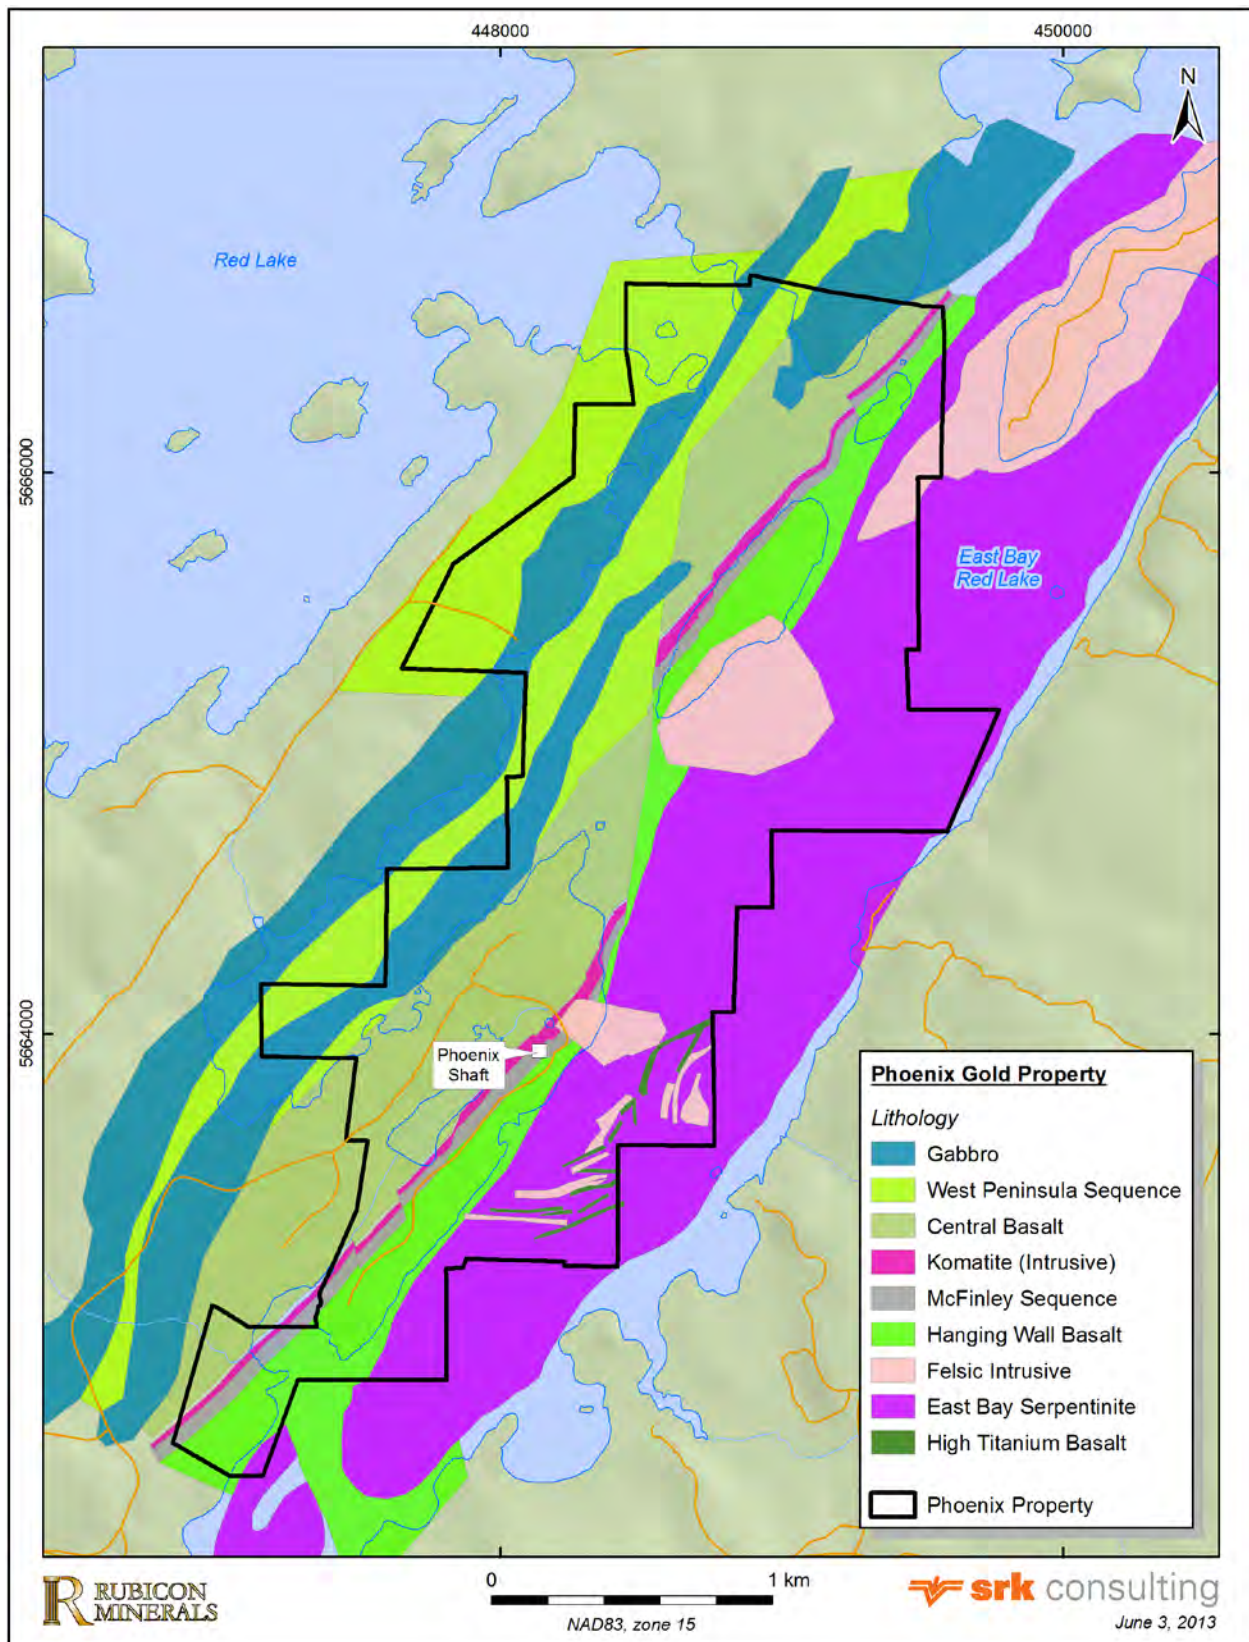 448000
450000
N
Red Lake
5666000
East Bay
Red Lake
5664000
Phoenix
Shaft
Phoenix Gold Property
Lithology
Gabbro
West Peninsula Sequence
Central Basalt
Komatite (Intrusive)
McFinley Sequence
Hanging Wall Basalt
Felsic Intrusive
East Bay Serpentinite
High Titanium Basalt
Phoenix Property
R RUBICON
MINERALS
0
1 km
NAD83, zone 15
srk consulting
June 3, 2013